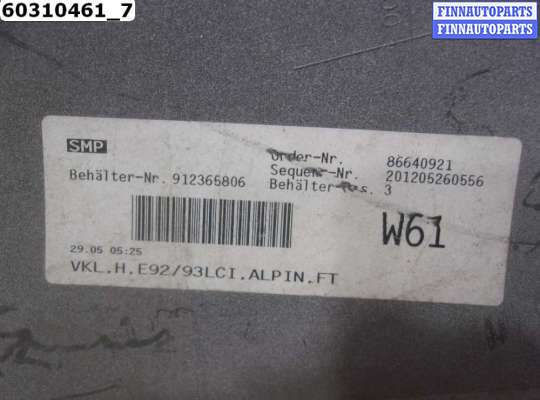 60310461_7
FINNAUTOPARTS
FINNAUTOPARTS
SMP
Order-Nr. 86640921
Sequenz-Nr. 201205260556
Behälter-Nr. 912365806
Behälter-Pos. 3
W61
29.05 05:25
VKL.H.E92/93LCI.ALPIN.FT